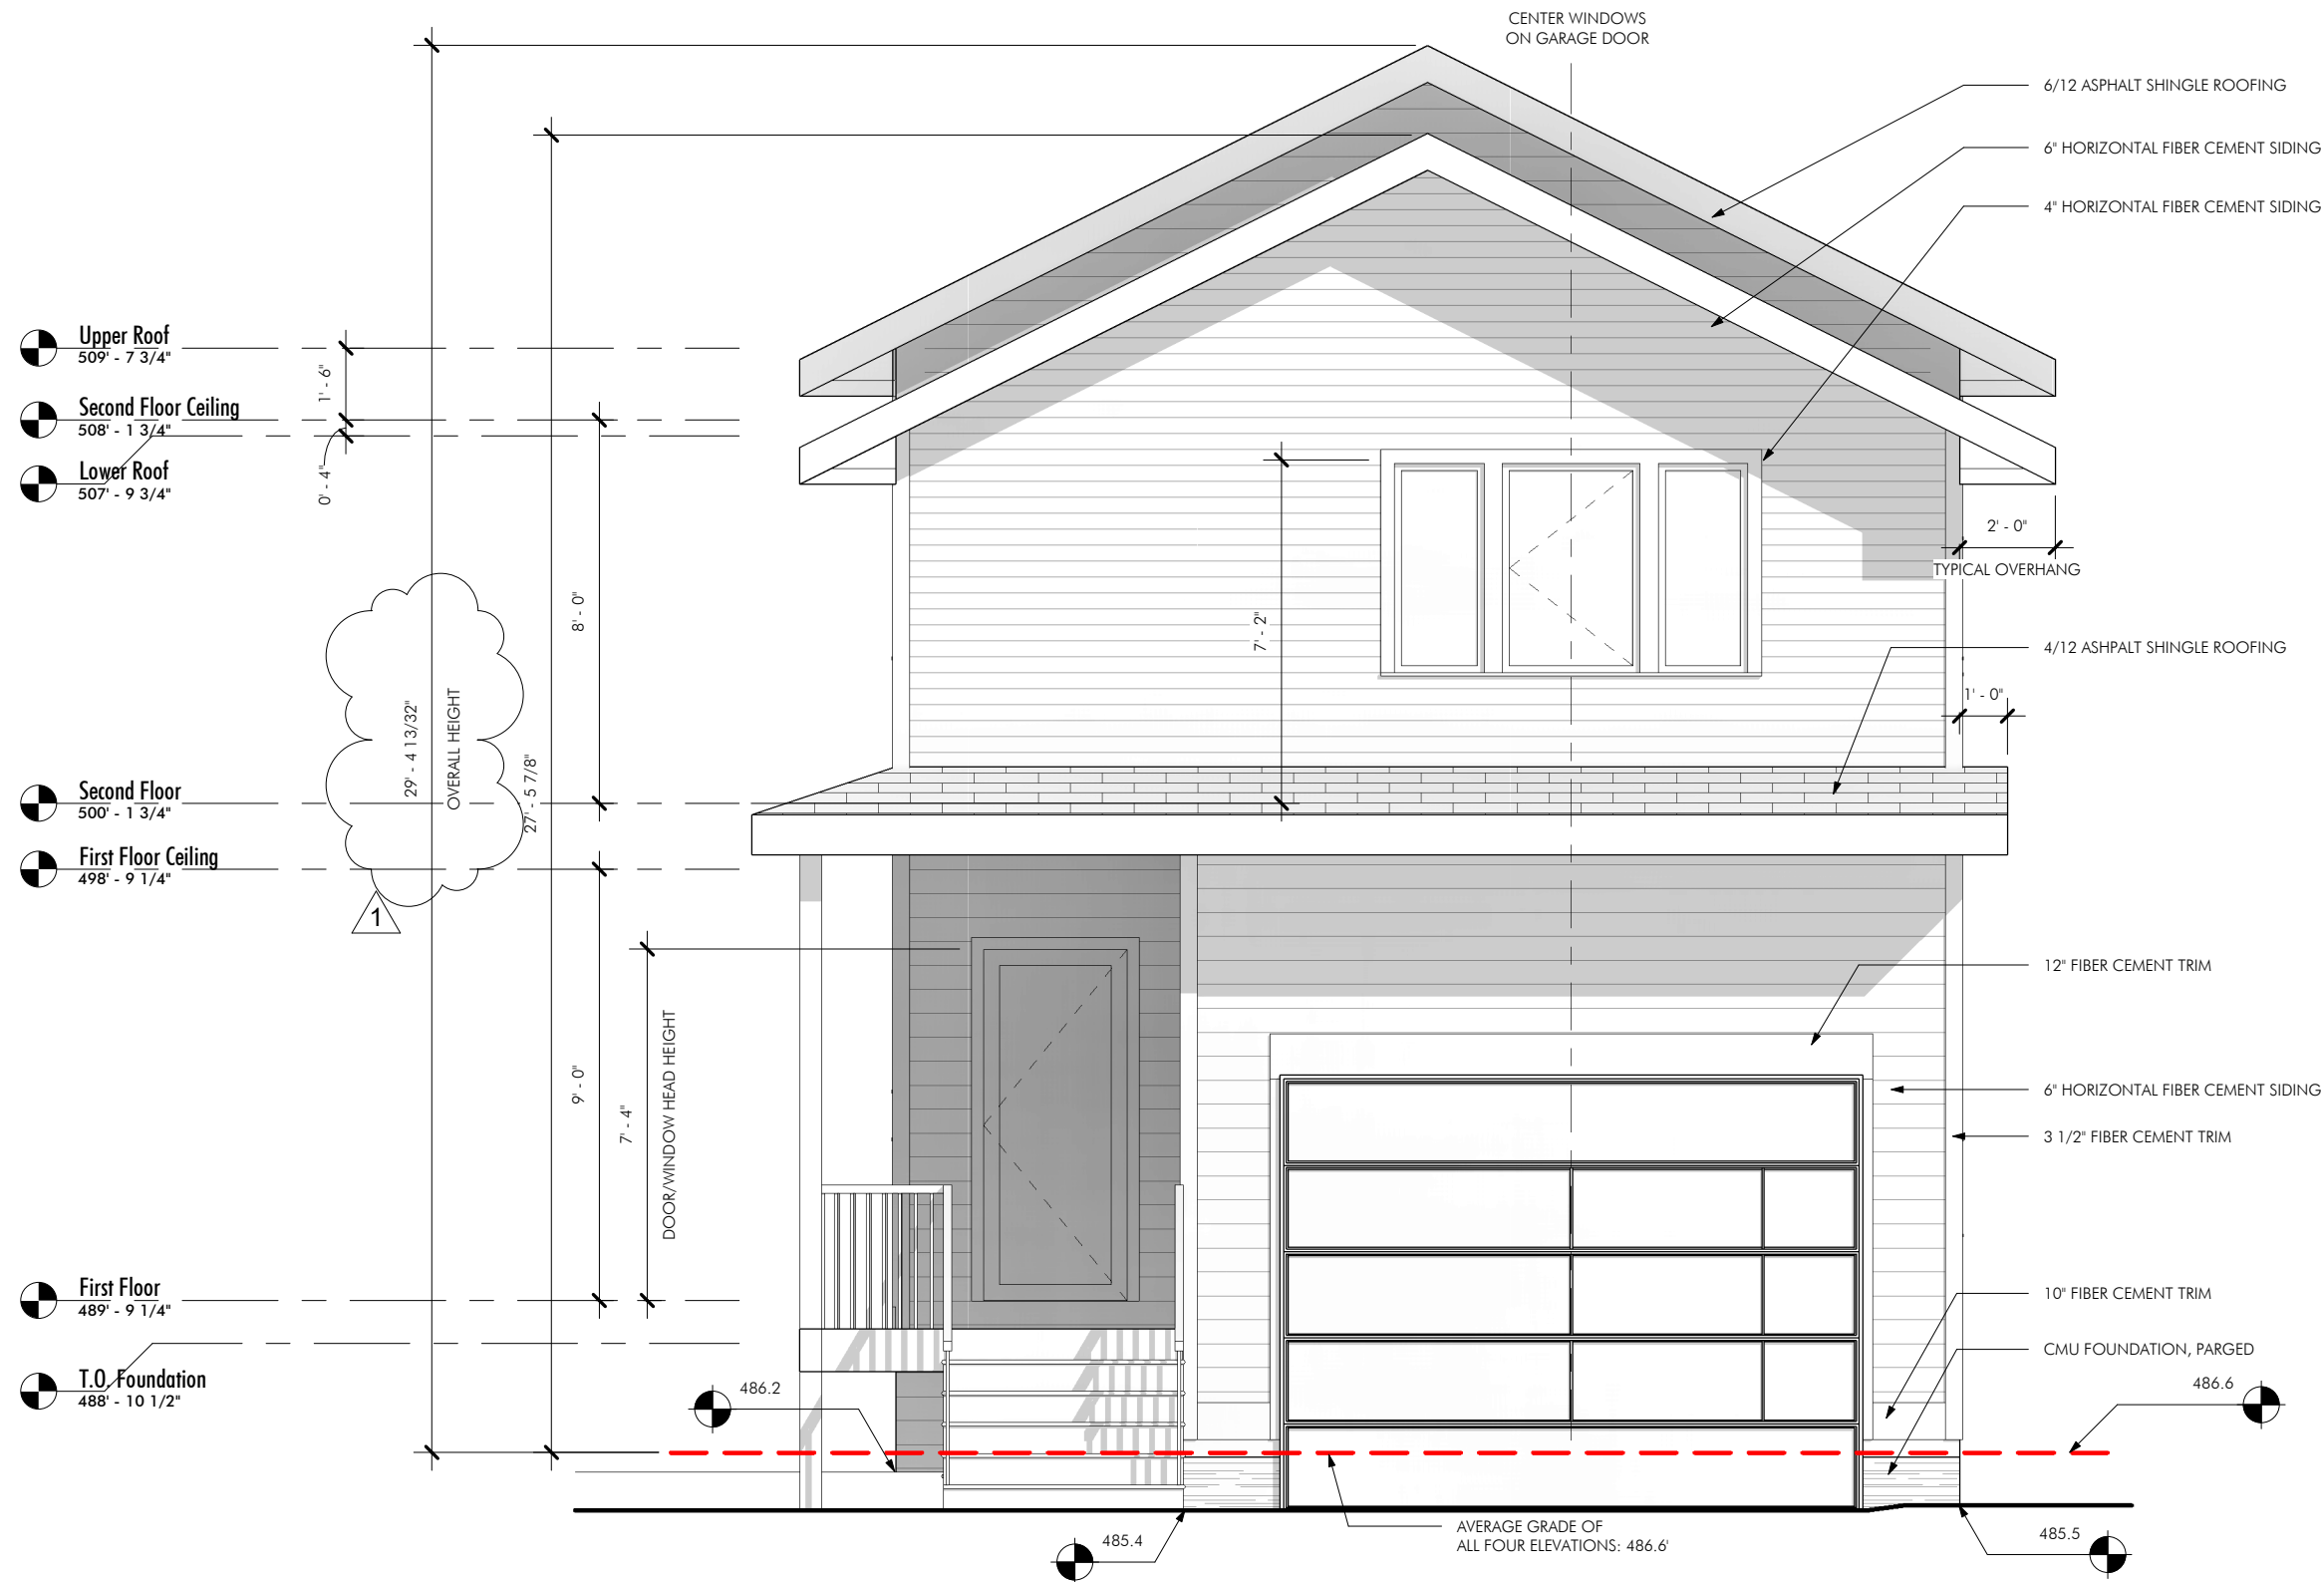 CENTER WINDOWS
ON GARAGE DOOR
6/12 ASPHALT SHINGLE ROOFING
6" HORIZONTAL FIBER CEMENT SIDING
4" HORIZONTAL FIBER CEMENT SIDING
Upper Roof
509' - 7 3/4"
1' - 6"
Second Floor Ceiling
508' - 1 3/4"
0' - 4"
Lower Roof
507' - 9 3/4"
2' - 0"
TYPICAL OVERHANG
8' - 0"
7' - 2"
4/12 ASHPALT SHINGLE ROOFING
1' - 0"
29' - 4 13/32"
OVERALL HEIGHT
27' - 5 7/8"
Second Floor
500' - 1 3/4"
First Floor Ceiling
498' - 9 1/4"
1
12" FIBER CEMENT TRIM
9' - 0"
7' - 4"
DOOR/WINDOW HEAD HEIGHT
6" HORIZONTAL FIBER CEMENT SIDING
3 1/2" FIBER CEMENT TRIM
First Floor
489' - 9 1/4"
10" FIBER CEMENT TRIM
CMU FOUNDATION, PARGED
T.O. Foundation
488' - 10 1/2"
486.2
486.6
AVERAGE GRADE OF
ALL FOUR ELEVATIONS: 486.6'
485.4
485.5